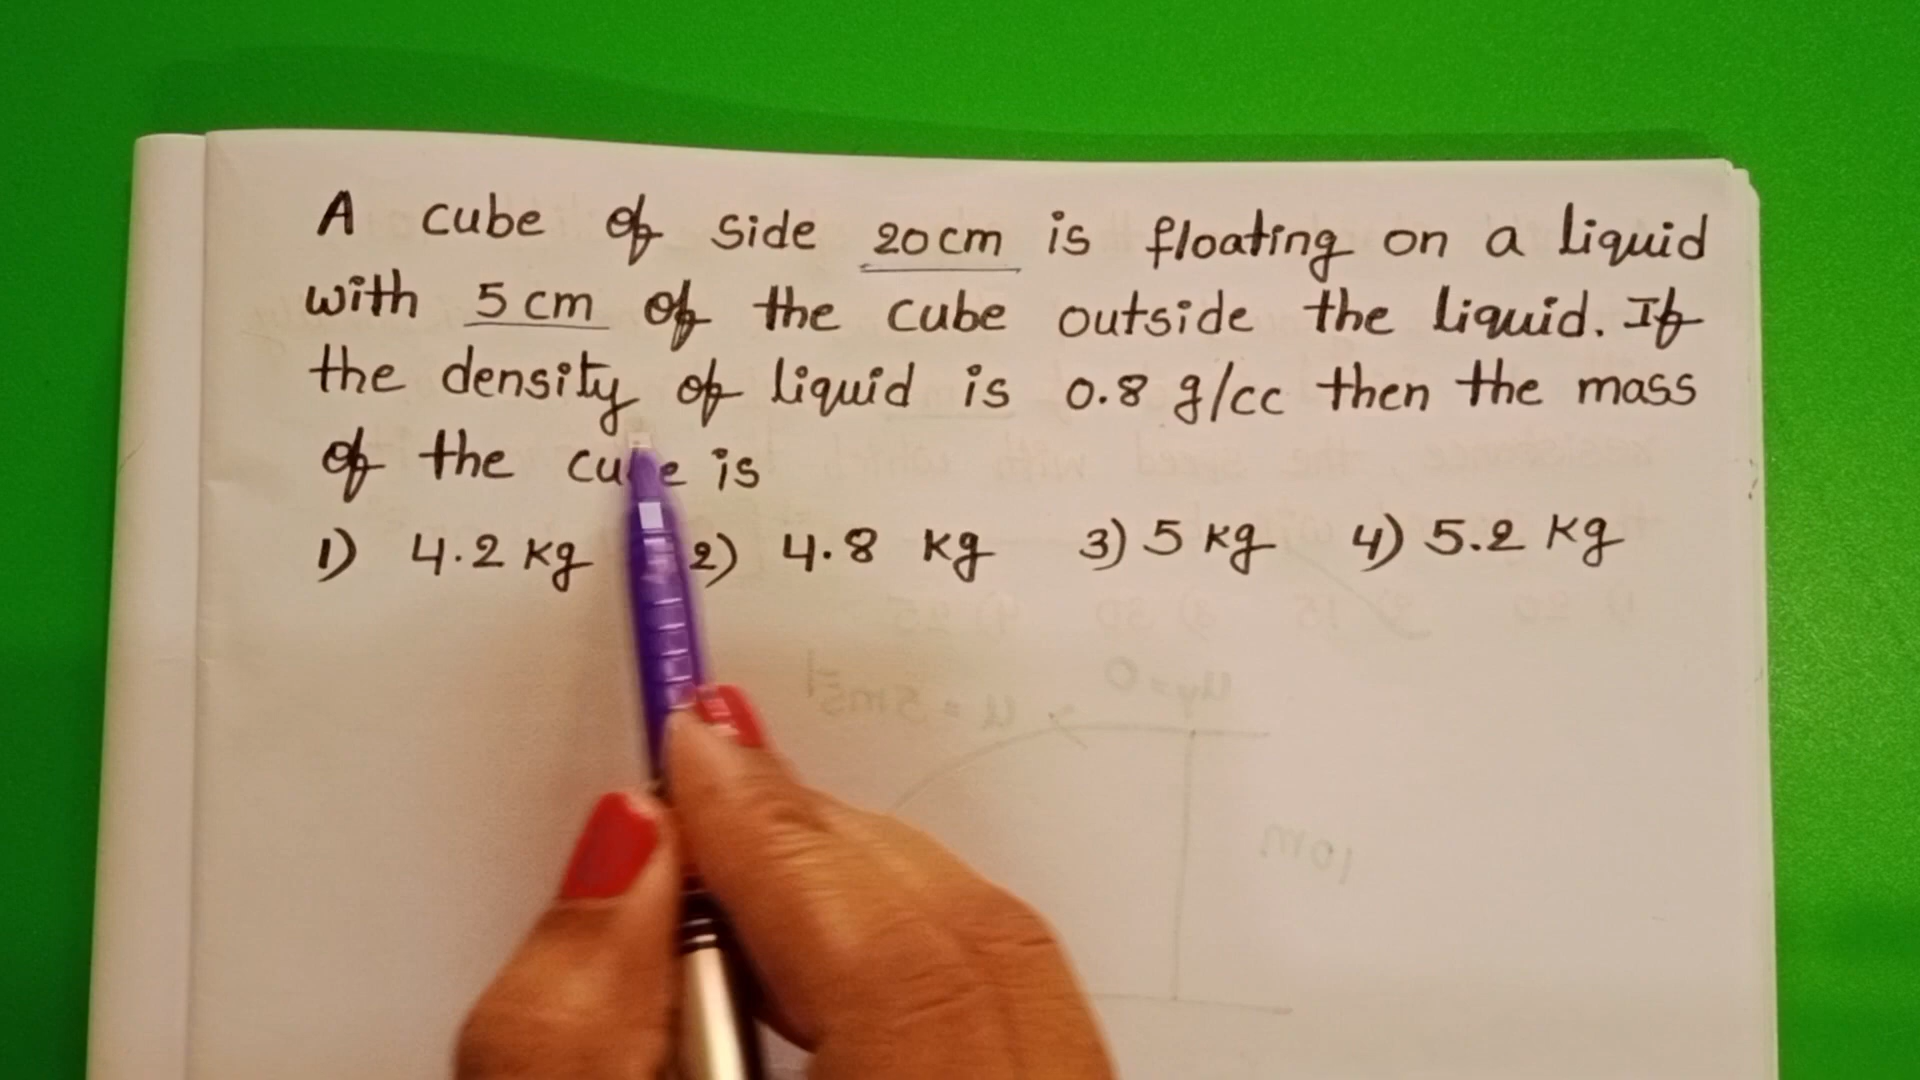 A cube of side 20cm is floating on a liquid
with 5cm of the cube outside the liquid. If
the density of liquid is 0.8 g/cc then the mass
of the cube is
1) 4.2 kg 2) 4.8 kg 3) 5 kg 4) 5.2 kg